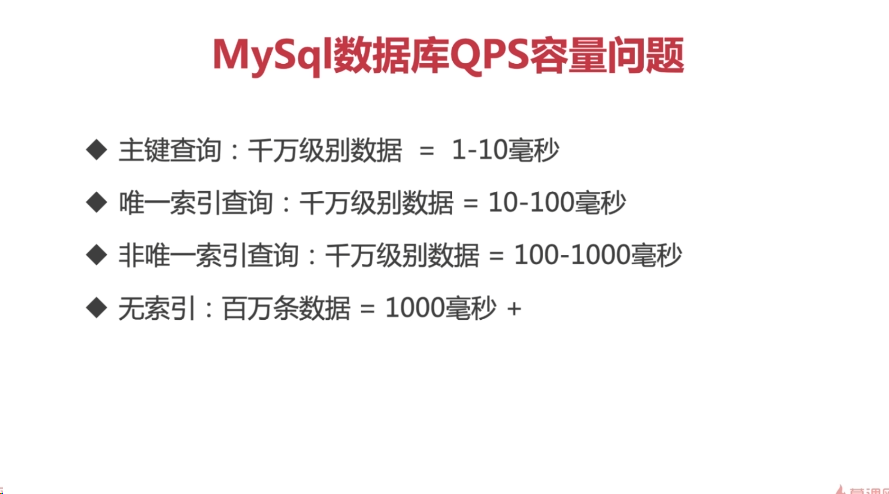 MySql数据库QPS容量问题
◆ 主键查询：千万级别数据 = 1-10毫秒
◆ 唯一索引查询：千万级别数据 = 10-100毫秒
◆ 非唯一索引查询：千万级别数据 = 100-1000毫秒
◆ 无索引：百万条数据 = 1000毫秒 +